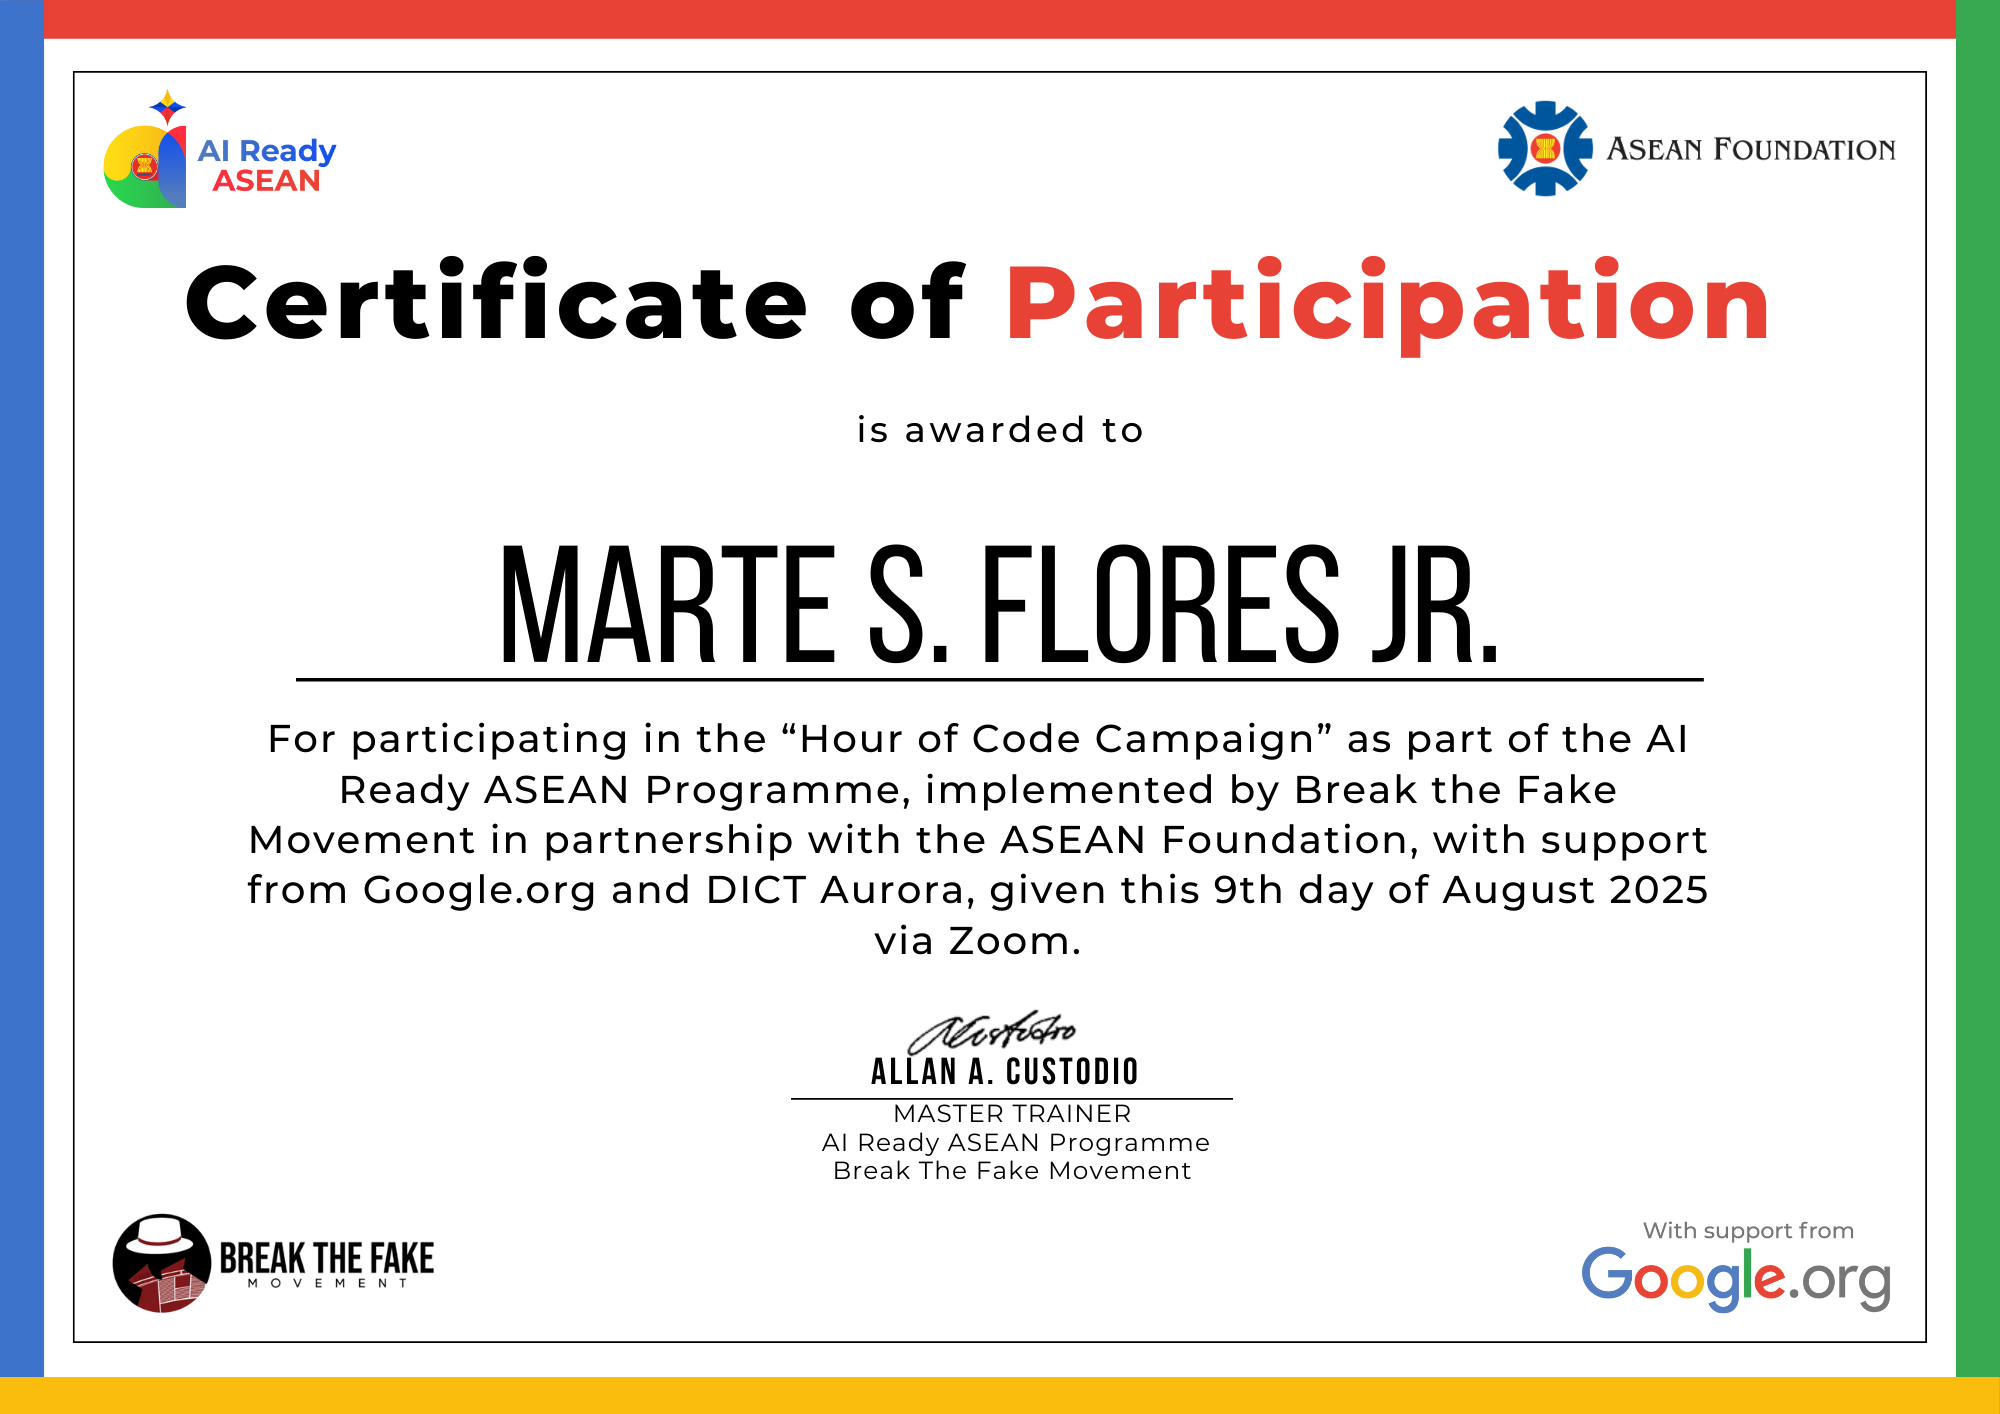 AI Ready
ASEAN
ASEAN FOUNDATION
Certificate of Participation
is awarded to
MARTE S. FLORES JR.
For participating in the “Hour of Code Campaign” as part of the AI
Ready ASEAN Programme, implemented by Break the Fake
Movement in partnership with the ASEAN Foundation, with support
from Google.org and DICT Aurora, given this 9th day of August 2025
via Zoom.
ACustodio
ALLAN A. CUSTODIO
MASTER TRAINER
AI Ready ASEAN Programme
Break The Fake Movement
BREAK THE FAKE
MOVEMENT
With support from
Google.org